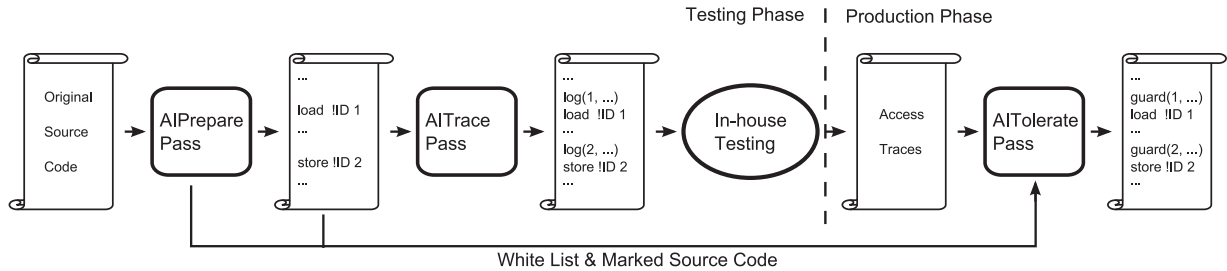 Testing Phase
Production Phase
Original
Source
Code
AIPrepare
Pass
...
load !ID 1
...
store !ID 2
...
AITrace
Pass
...
log(1, ...)
load !ID 1
...
log(2, ...)
store !ID 2
...
In-house
Testing
Access
Traces
AITolerate
Pass
...
guard(1, ...)
load !ID 1
...
guard(2, ...)
store !ID 2
...
White List & Marked Source Code